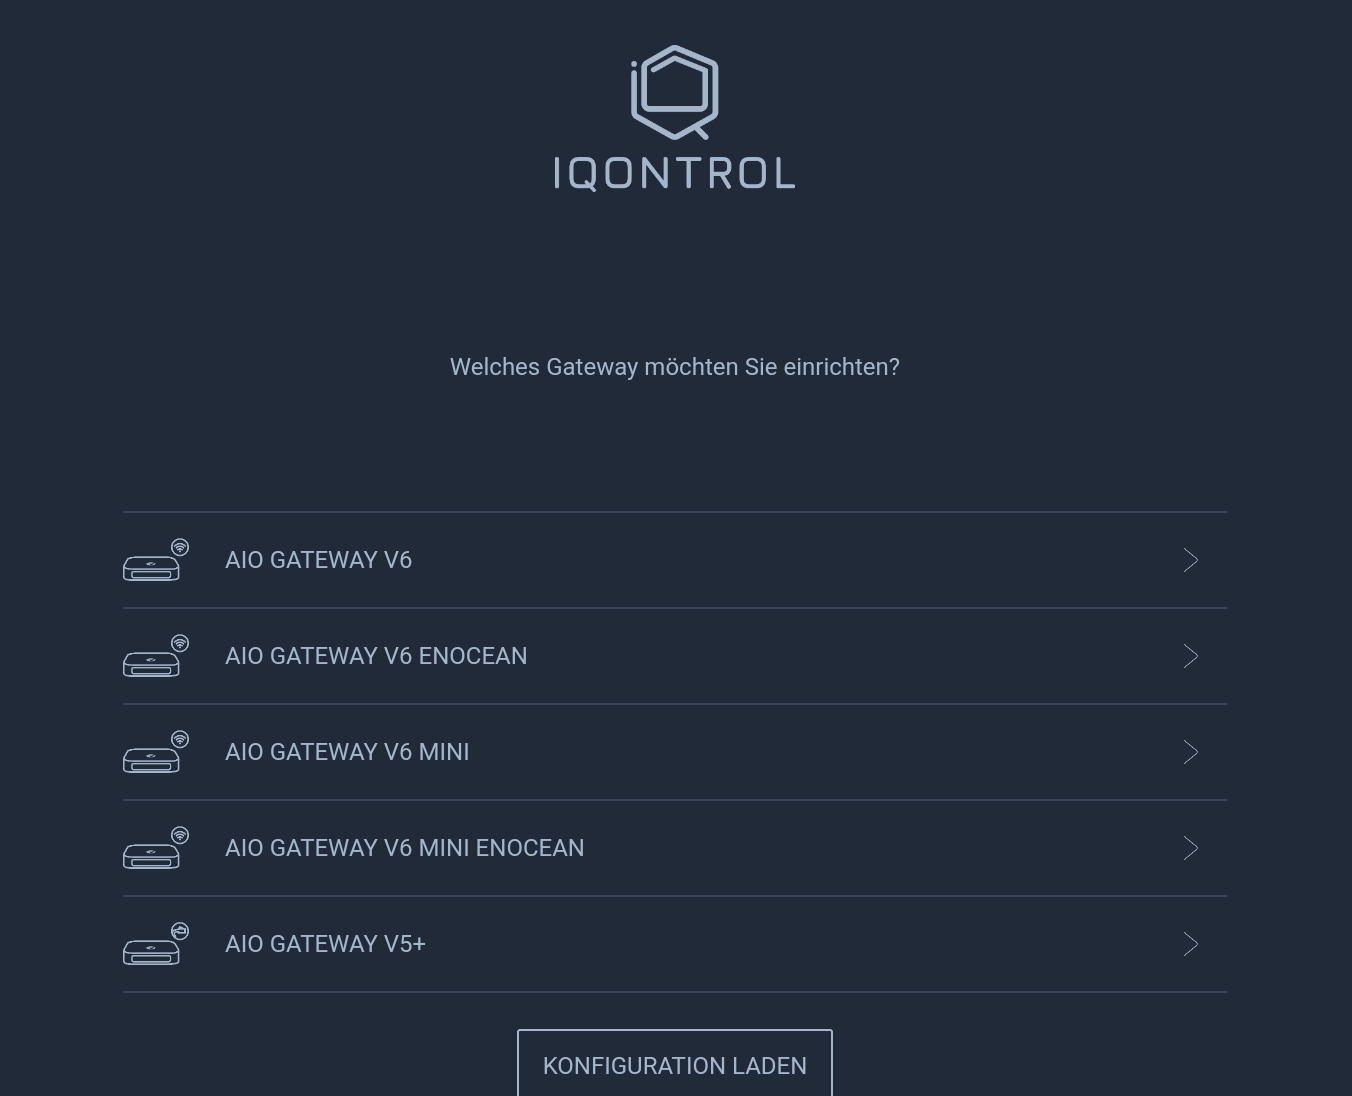 IQONTROL
Welches Gateway möchten Sie einrichten?
AIO GATEWAY V6
AIO GATEWAY V6 ENOCEAN
AIO GATEWAY V6 MINI
AIO GATEWAY V6 MINI ENOCEAN
AIO GATEWAY V5+
KONFIGURATION LADEN